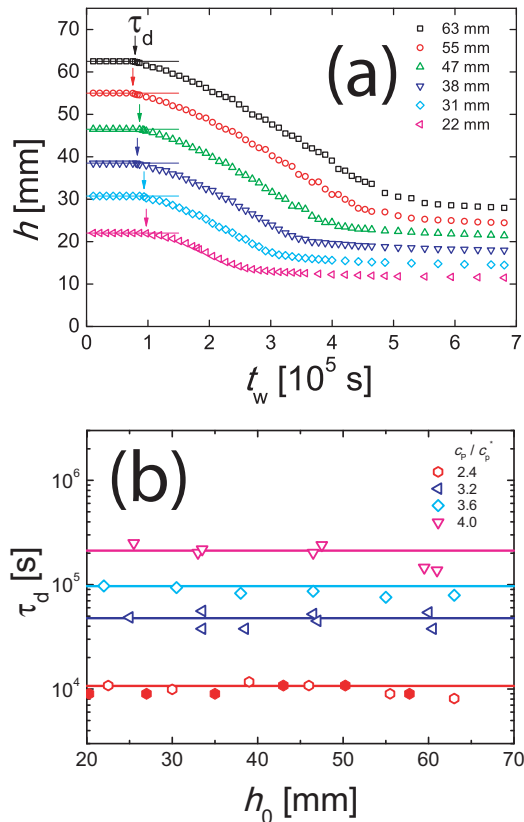 τd
(a)
63 mm
55 mm
47 mm
38 mm
31 mm
22 mm
h [mm]
60
50
40
30
20
10
0
0 1 2 3 4 5 6 7
tw [10⁵ s]
(b)
cp / cp*
2.4
3.2
3.6
4.0
τd [s]
10⁶
10⁵
10⁴
20 30 40 50 60 70
h₀ [mm]